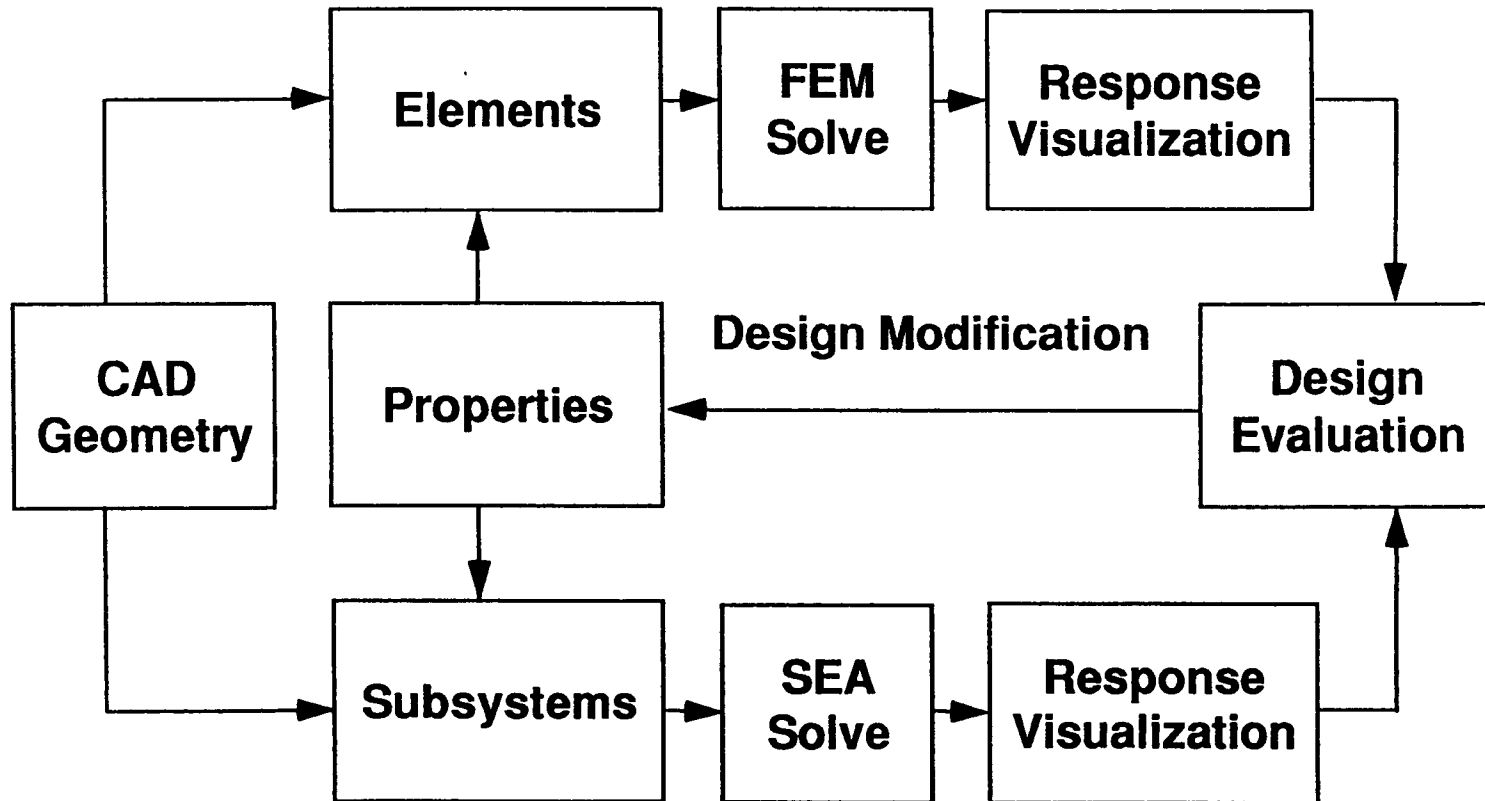 Elements
FEM
Solve
Response
Visualization
CAD
Geometry
Properties
Design Modification
Design
Evaluation
Subsystems
SEA
Solve
Response
Visualization